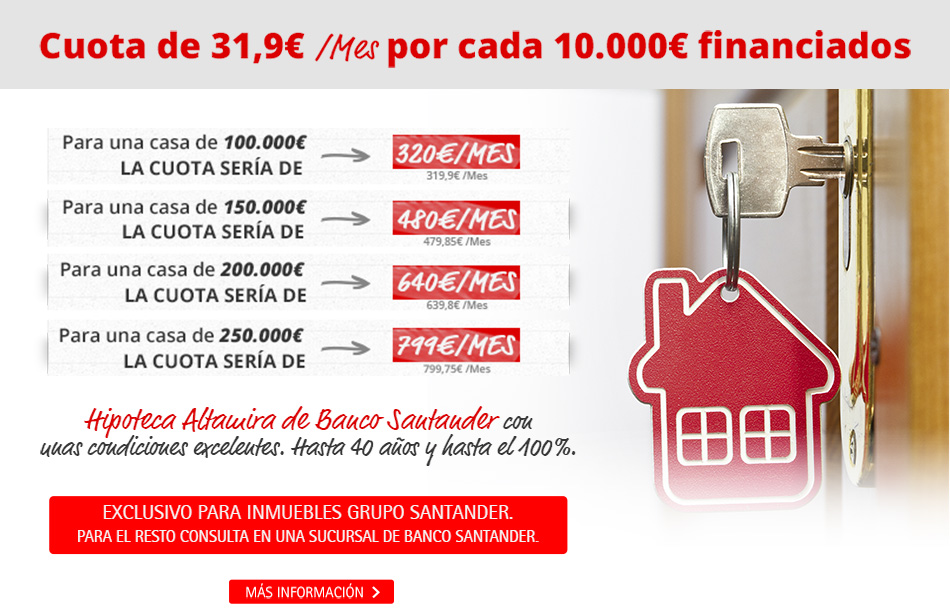 Cuota de 31,9€ /Mes por cada 10.000€ financiados
Para una casa de 100.000€
LA CUOTA SERÍA DE
320€/MES
319,9€ /Mes
Para una casa de 150.000€
LA CUOTA SERÍA DE
480€/MES
479,85€ /Mes
Para una casa de 200.000€
LA CUOTA SERÍA DE
640€/MES
639,8€ /Mes
Para una casa de 250.000€
LA CUOTA SERÍA DE
799€/MES
799,75€ /Mes
Hipoteca Altamira de Banco Santander con
unas condiciones excelentes. Hasta 40 años y hasta el 100%.
EXCLUSIVO PARA INMUEBLES GRUPO SANTANDER.
PARA EL RESTO CONSULTA EN UNA SUCURSAL DE BANCO SANTANDER.
MÁS INFORMACIÓN >